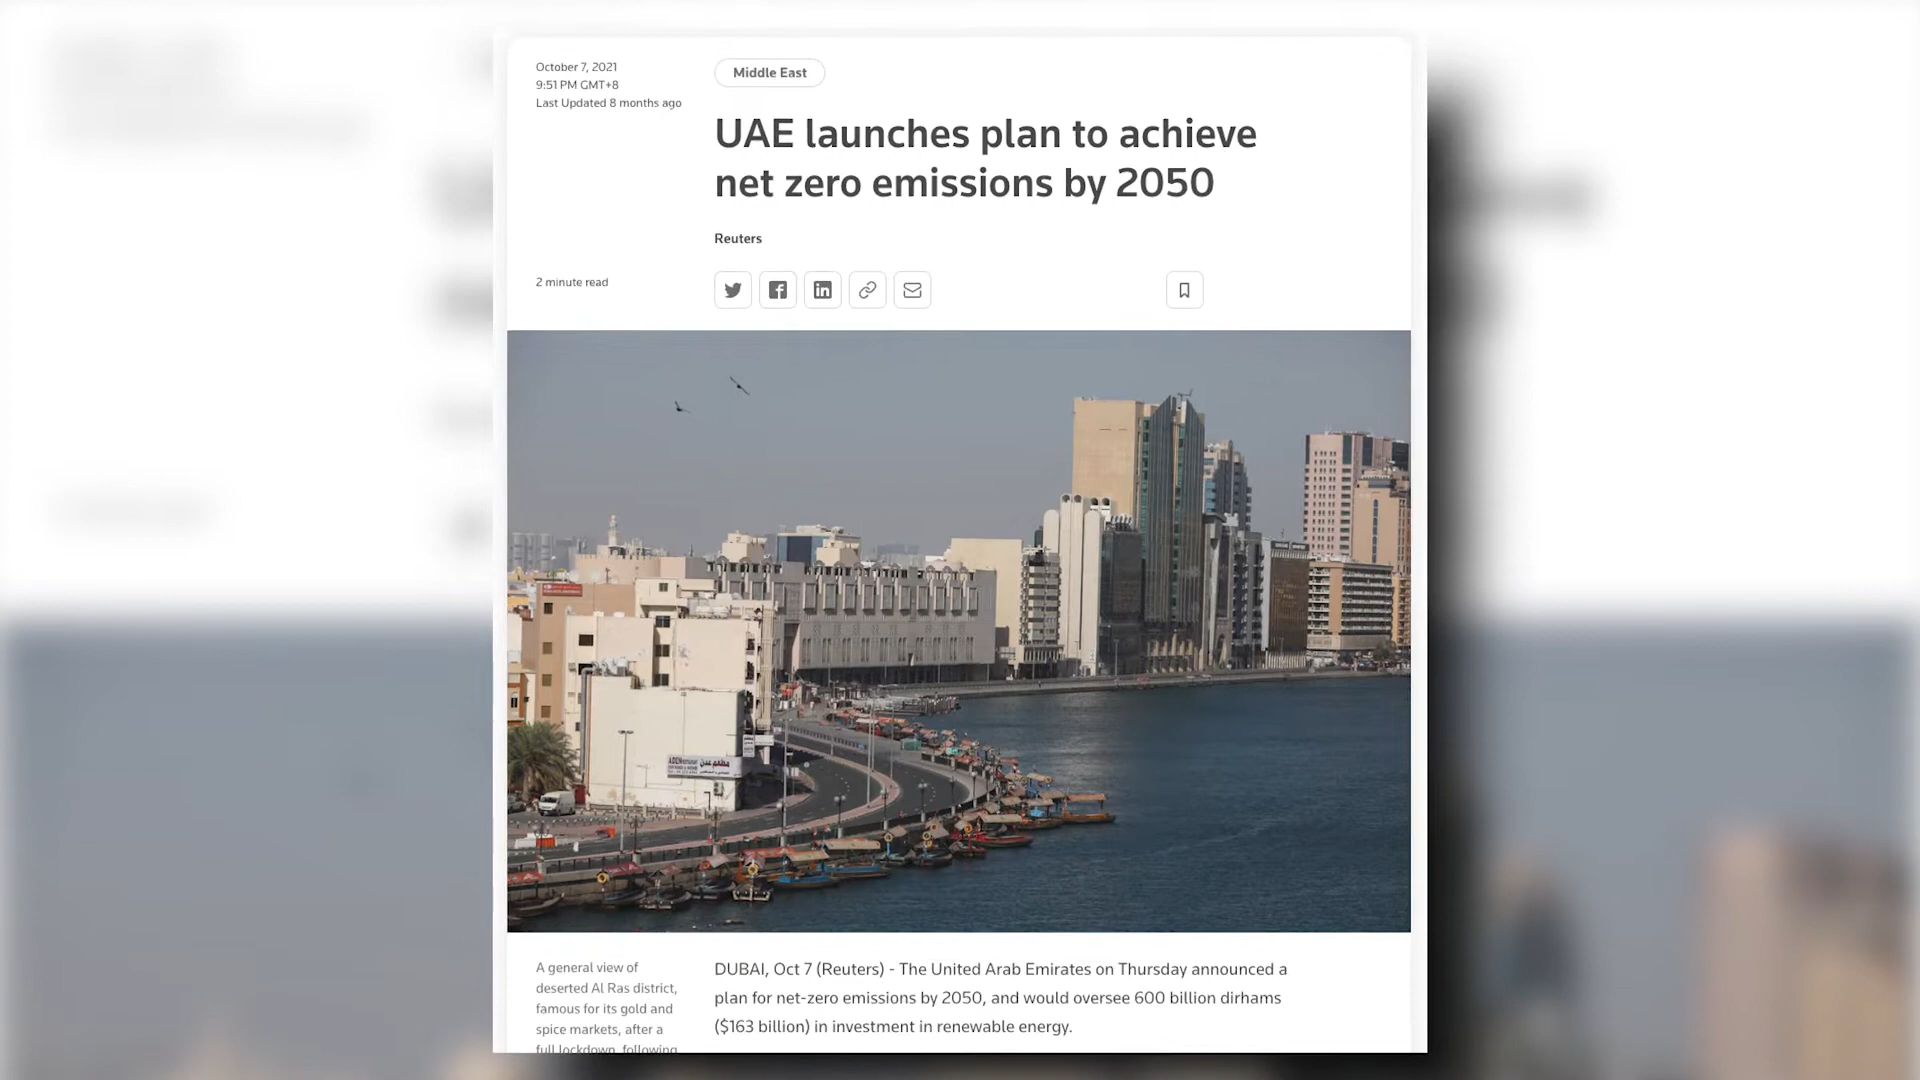 October 7, 2021
9:51 PM GMT+8
Last Updated 8 months ago
Middle East
UAE launches plan to achieve
net zero emissions by 2050
Reuters
2 minute read
A general view of
deserted Al Ras district,
famous for its gold and
spice markets, after a
full lockdown, following
DUBAI, Oct 7 (Reuters) - The United Arab Emirates on Thursday announced a
plan for net-zero emissions by 2050, and would oversee 600 billion dirhams
($163 billion) in investment in renewable energy.